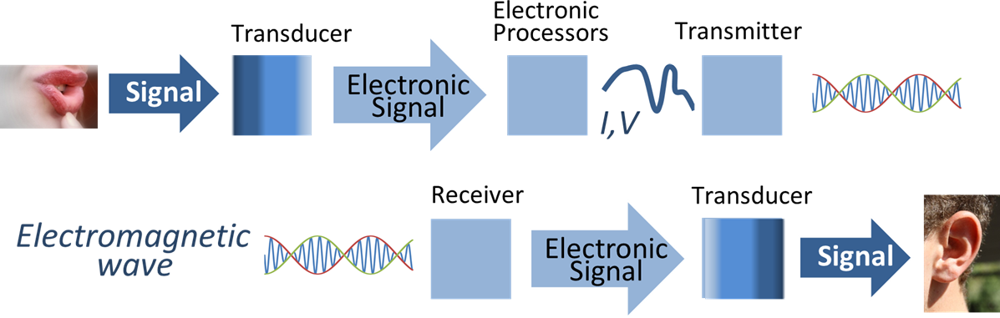 Transducer
Electronic
Processors
Transmitter
Signal
Electronic
Signal
I,V
Receiver
Transducer
Electromagnetic
wave
Electronic
Signal
Signal